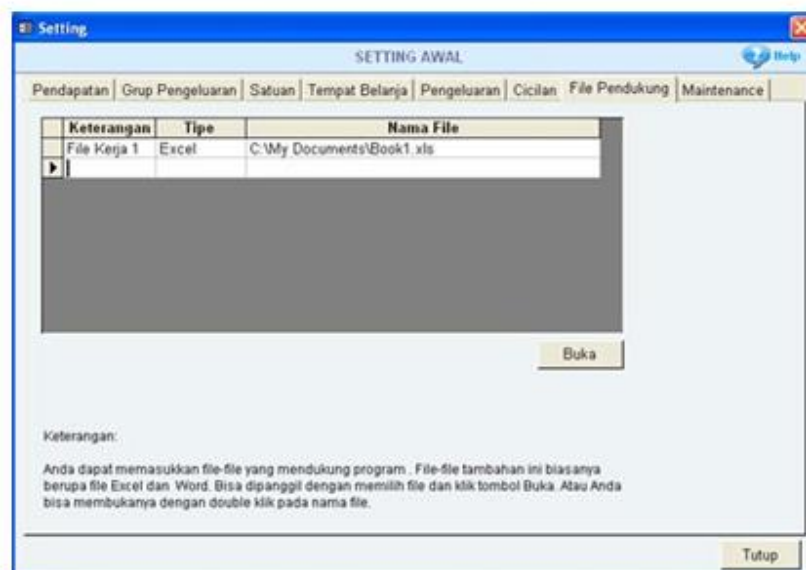 Setting
SETTING AWAL
Help
Pendapatan Grup Pengeluaran Satuan Tempat Belanja Pengeluaran Cicilan File Pendukung Maintenance
Keterangan Tipe Nama File
File Kerja 1 Excel C:\My Documents\Book1.xls
Buka
Keterangan:
Anda dapat memasukkan file-file yang mendukung program . File-file tambahan ini biasanya
berupa file Excel dan Word. Bisa dipanggil dengan memilih file dan klik tombol Buka. Atau Anda
bisa membukanya dengan double klik pada nama file.
Tutup